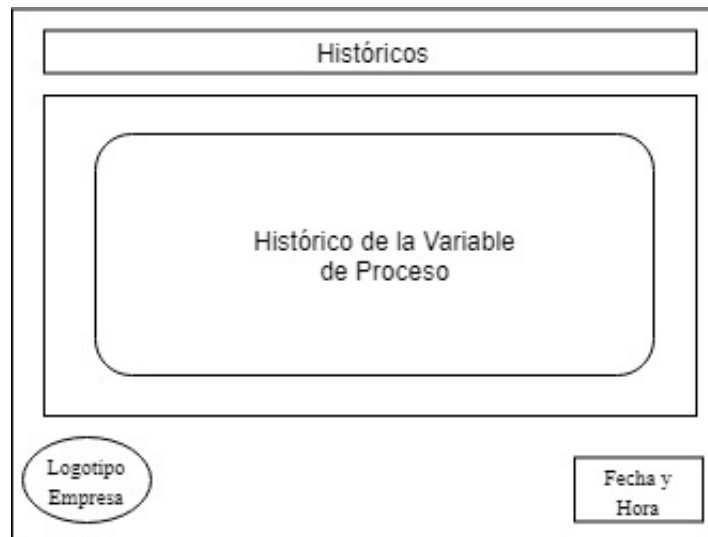 Históricos
Histórico de la Variable
de Proceso
Logotipo
Empresa
Fecha y
Hora